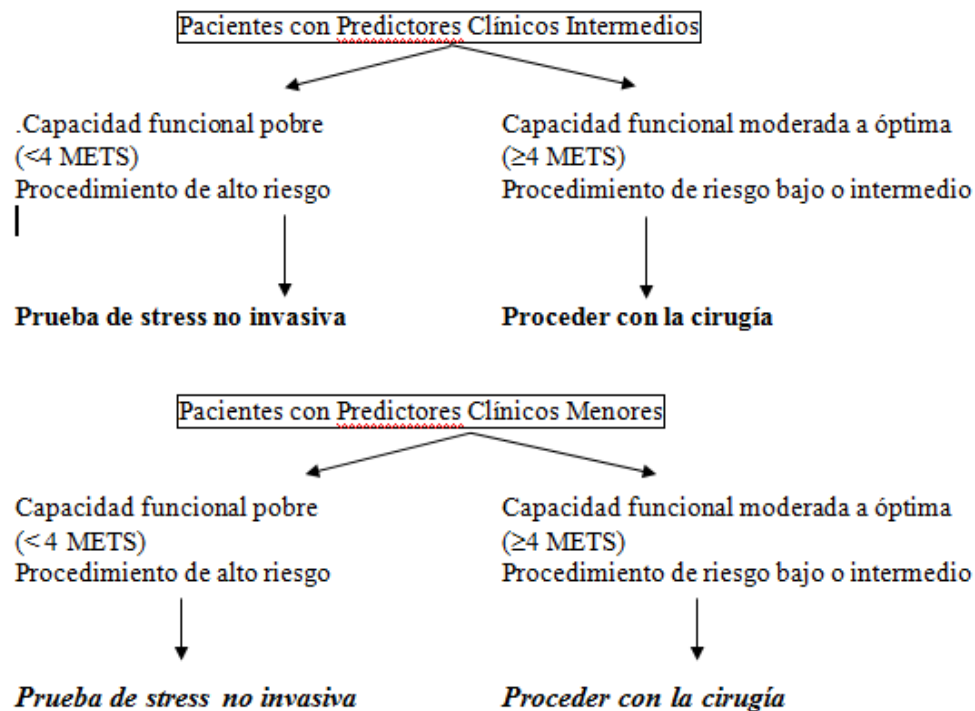 Pacientes con Predictores Clínicos Intermedios
.Capacidad funcional pobre
(<4 METS)
Procedimiento de alto riesgo
Capacidad funcional moderada a óptima
(≥4 METS)
Procedimiento de riesgo bajo o intermedio
Prueba de stress no invasiva
Proceder con la cirugía
Pacientes con Predictores Clínicos Menores
Capacidad funcional pobre
(< 4 METS)
Procedimiento de alto riesgo
Capacidad funcional moderada a óptima
(≥4 METS)
Procedimiento de riesgo bajo o intermedio
Prueba de stress no invasiva
Proceder con la cirugía